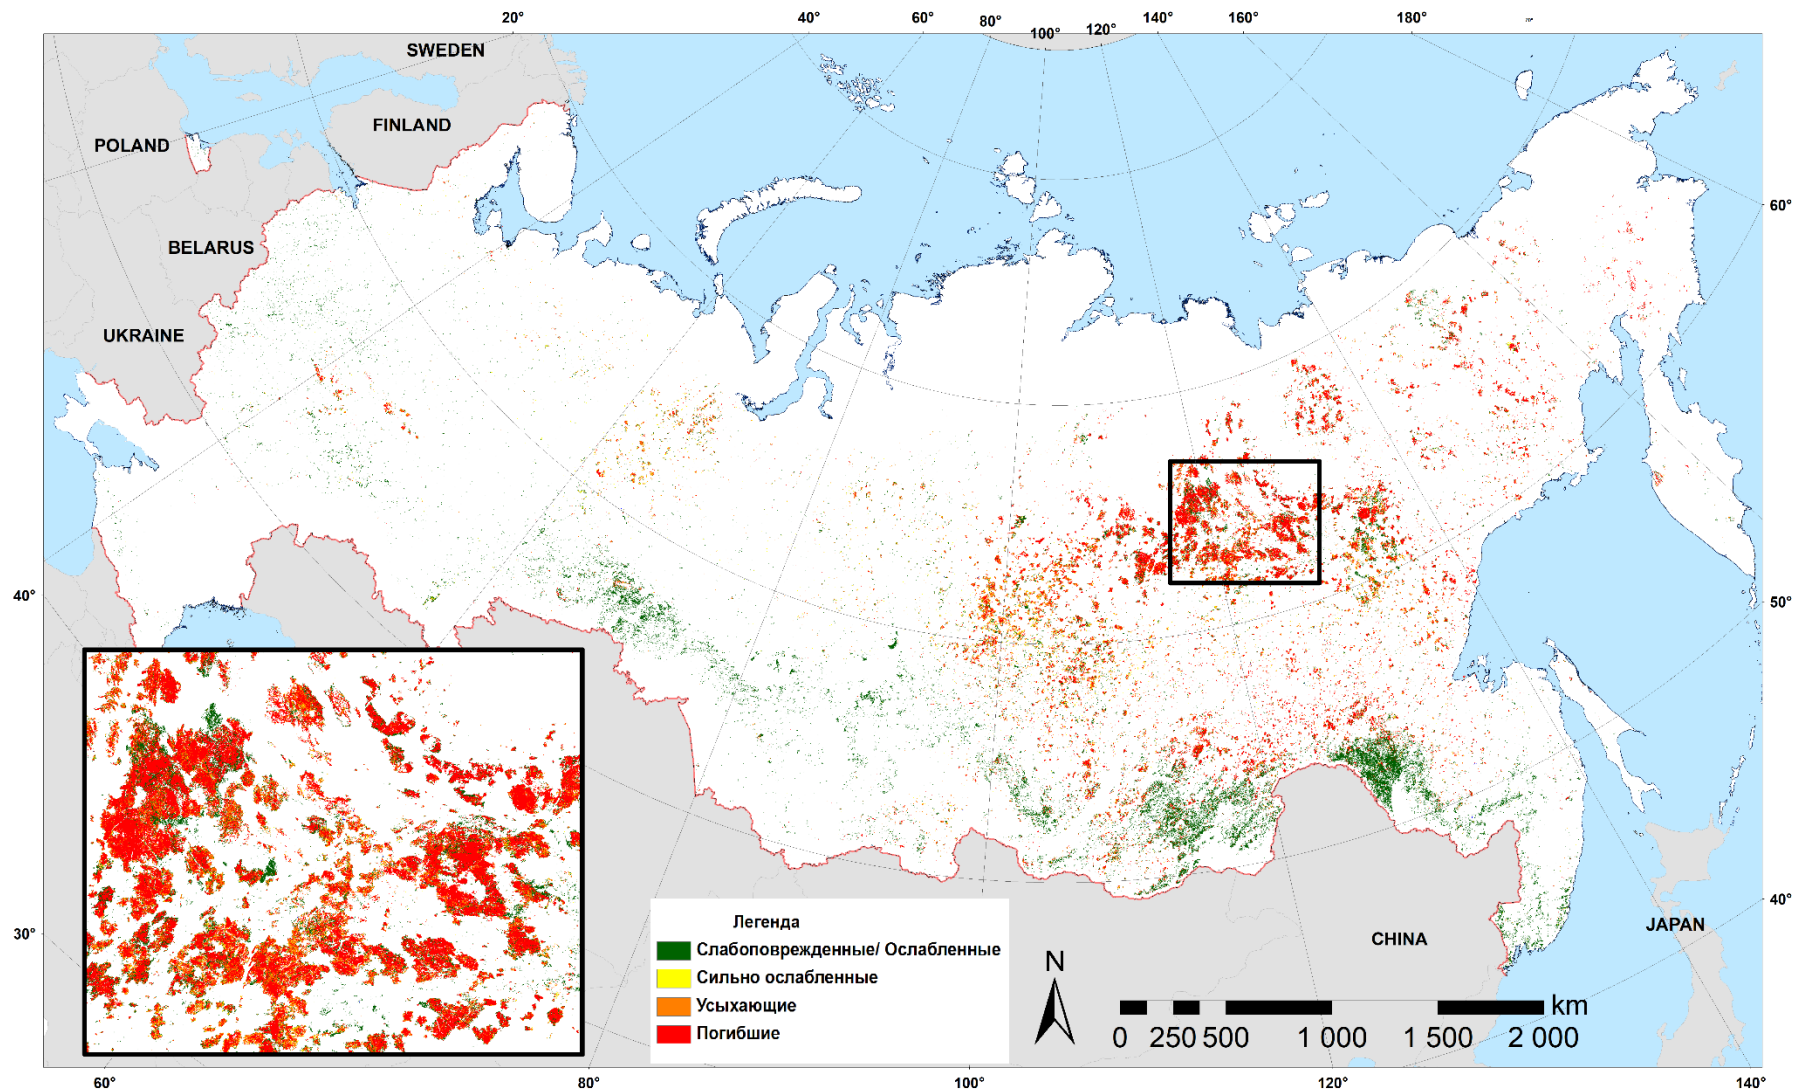 20° 40° 60° 80° 100° 120° 140° 160° 180°
SWEDEN
FINLAND
POLAND
60°
BELARUS
UKRAINE
40°
50°
30°
40°
Легенда
Слабоповрежденные/ Ослабленные
Сильно ослабленные
Усыхающие
Погибшие
N
km
0 250 500 1 000 1 500 2 000
CHINA
JAPAN
60° 80° 100° 120° 140°